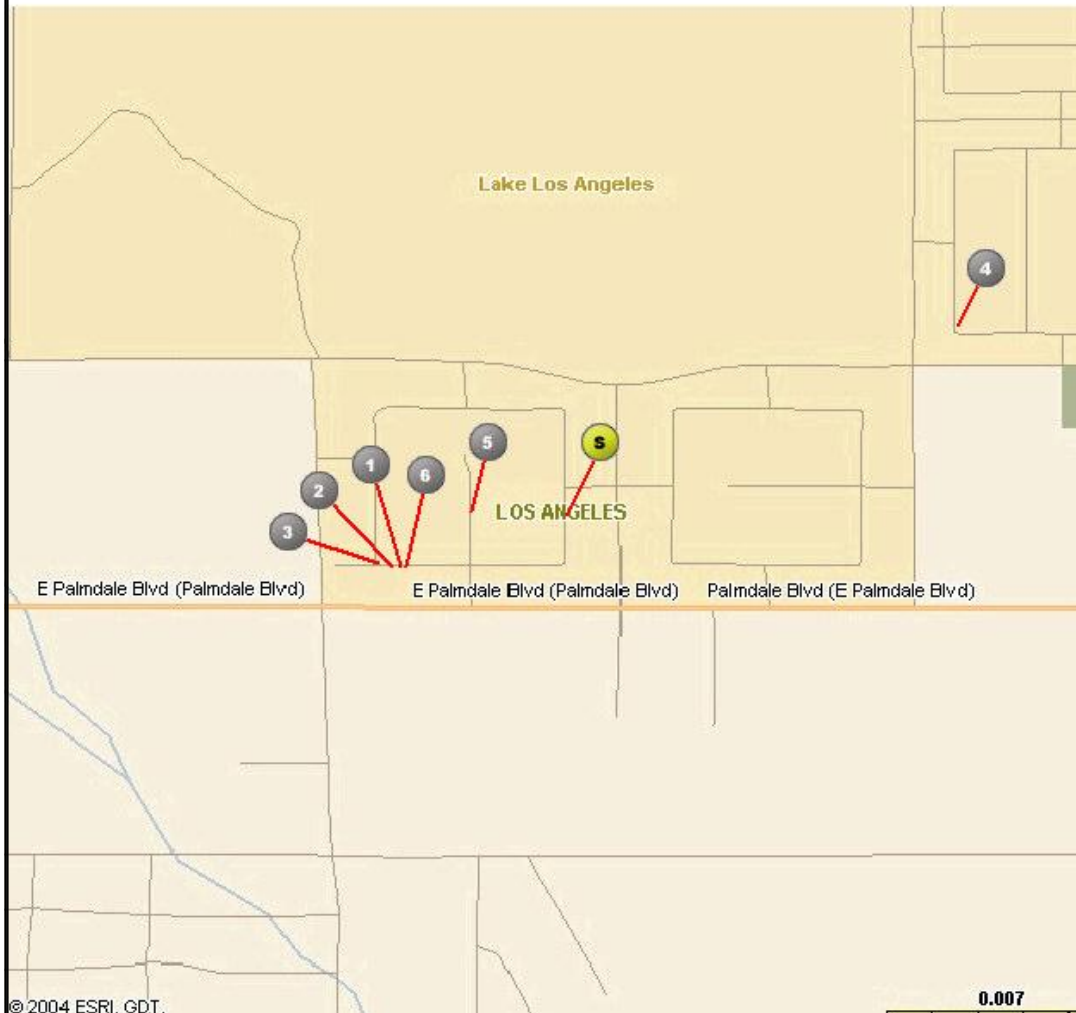 Lake Los Angeles
4
5
S
1
6
2
LOS ANGELES
3
E Palmdale Blvd (Palmdale Blvd)
E Palmdale Blvd (Palmdale Blvd)
Palmdale Blvd (E Palmdale Blvd)
0.007
© 2004 ESRI, GDT.